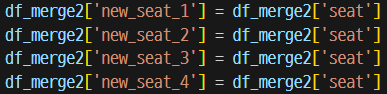 df_merge2['new_seat_1'] = df_merge2['seat']
df_merge2['new_seat_2'] = df_merge2['seat']
df_merge2['new_seat_3'] = df_merge2['seat']
df_merge2['new_seat_4'] = df_merge2['seat']